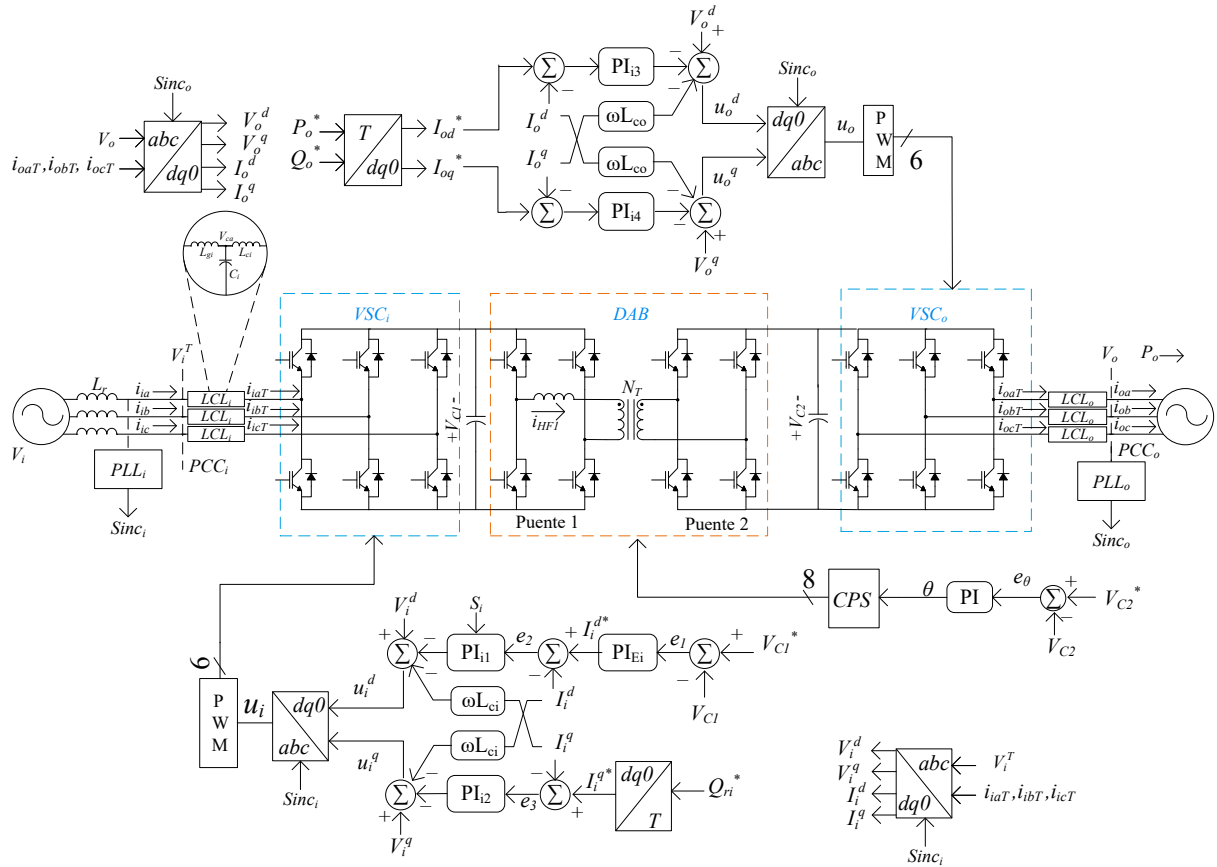 V_o^d
Sinc_o
abc
dq0
V_o
i_oaT, i_obT, i_ocT
V_o^d
V_o^q
I_o^d
I_o^q
P_o^*
Q_o^*
T
dq0
I_od^*
I_oq^*
Σ
−
I_o^d
I_o^q
−
Σ
PI_i3
ωL_co
ωL_co
PI_i4
−
+
Σ
−
−
−
Σ
+
V_o^q
u_o^d
u_o^q
Sinc_o
dq0
abc
u_o
PWM
6
V_ca
L_gi
L_ci
C_i
VSC_i
DAB
VSC_o
V_i
L_r
i_ia
i_ib
i_ic
V_i^T
LCL_i
LCL_i
LCL_i
i_iaT
i_ibT
i_icT
PCC_i
PLL_i
Sinc_i
+V_C1-
i_HF1
N_T
Puente 1
Puente 2
+V_C2-
i_oaT
i_obT
i_ocT
LCL_o
LCL_o
LCL_o
V_o
P_o
i_oa
i_ob
i_oc
PCC_o
PLL_o
Sinc_o
8
CPS
θ
PI
e_θ
Σ
+
−
V_C2^*
V_C2
6
PWM
u_i
dq0
abc
Sinc_i
u_i^d
u_i^q
V_i^d
+
Σ
−
−
PI_i1
S_i
e_2
+
Σ
−
I_i^d*
PI_Ei
e_1
Σ
+
−
V_C1^*
V_C1
ωL_ci
ωL_ci
I_i^d
I_i^q
−
−
Σ
+
V_i^q
PI_i2
e_3
−
Σ
+
I_i^q*
dq0
T
Q_ri^*
V_i^d
V_i^q
I_i^d
I_i^q
abc
dq0
V_i^T
i_iaT, i_ibT, i_icT
Sinc_i